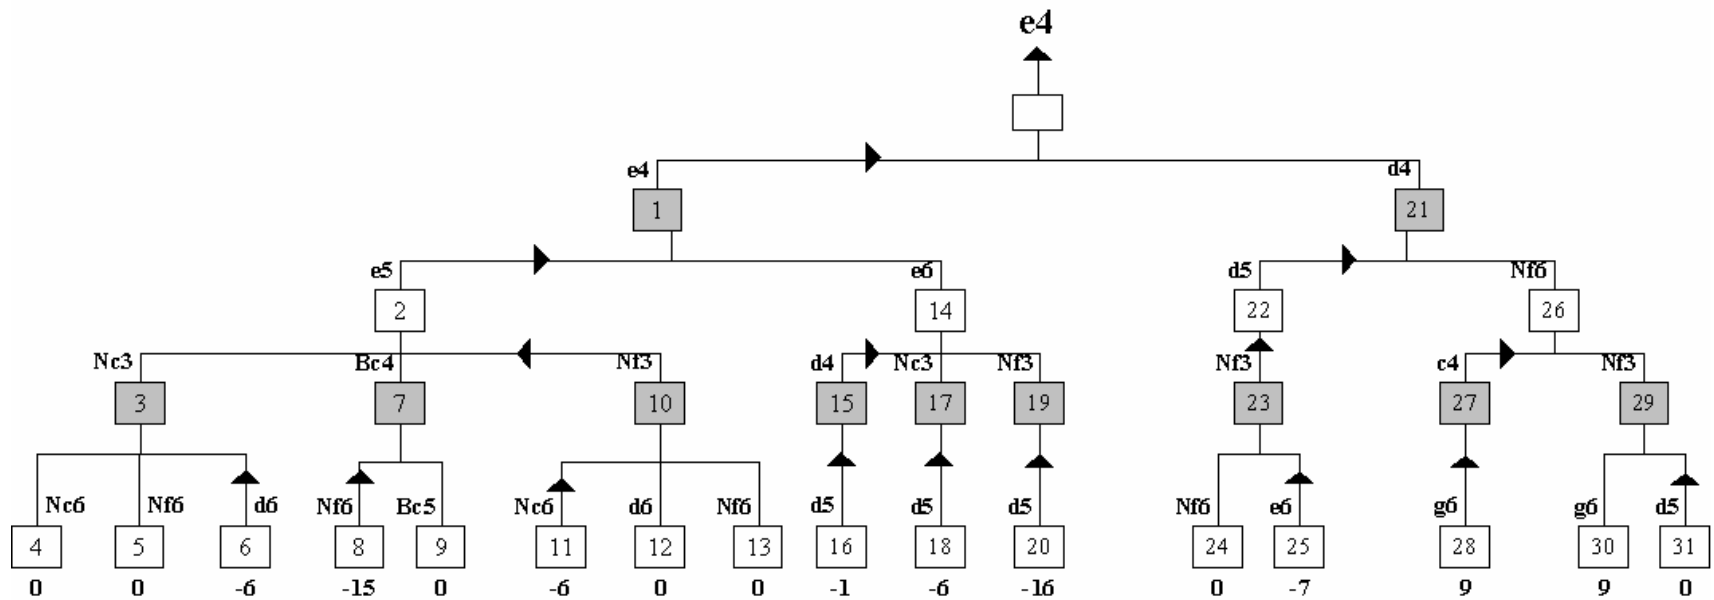 e4
e4 d4
1 21
e5 e6 d5 Nf6
2 14 22 26
Nc3 Bc4 Nf3 d4 Nc3 Nf3 Nf3 c4 Nf3
3 7 10 15 17 19 23 27 29
Nc6 Nf6 d6 Nf6 Bc5 Nc6 d6 Nf6 d5 d5 d5 Nf6 e6 g6 g6 d5
4 5 6 8 9 11 12 13 16 18 20 24 25 28 30 31
0 0 -6 -15 0 -6 0 0 -1 -6 -16 0 -7 9 9 0